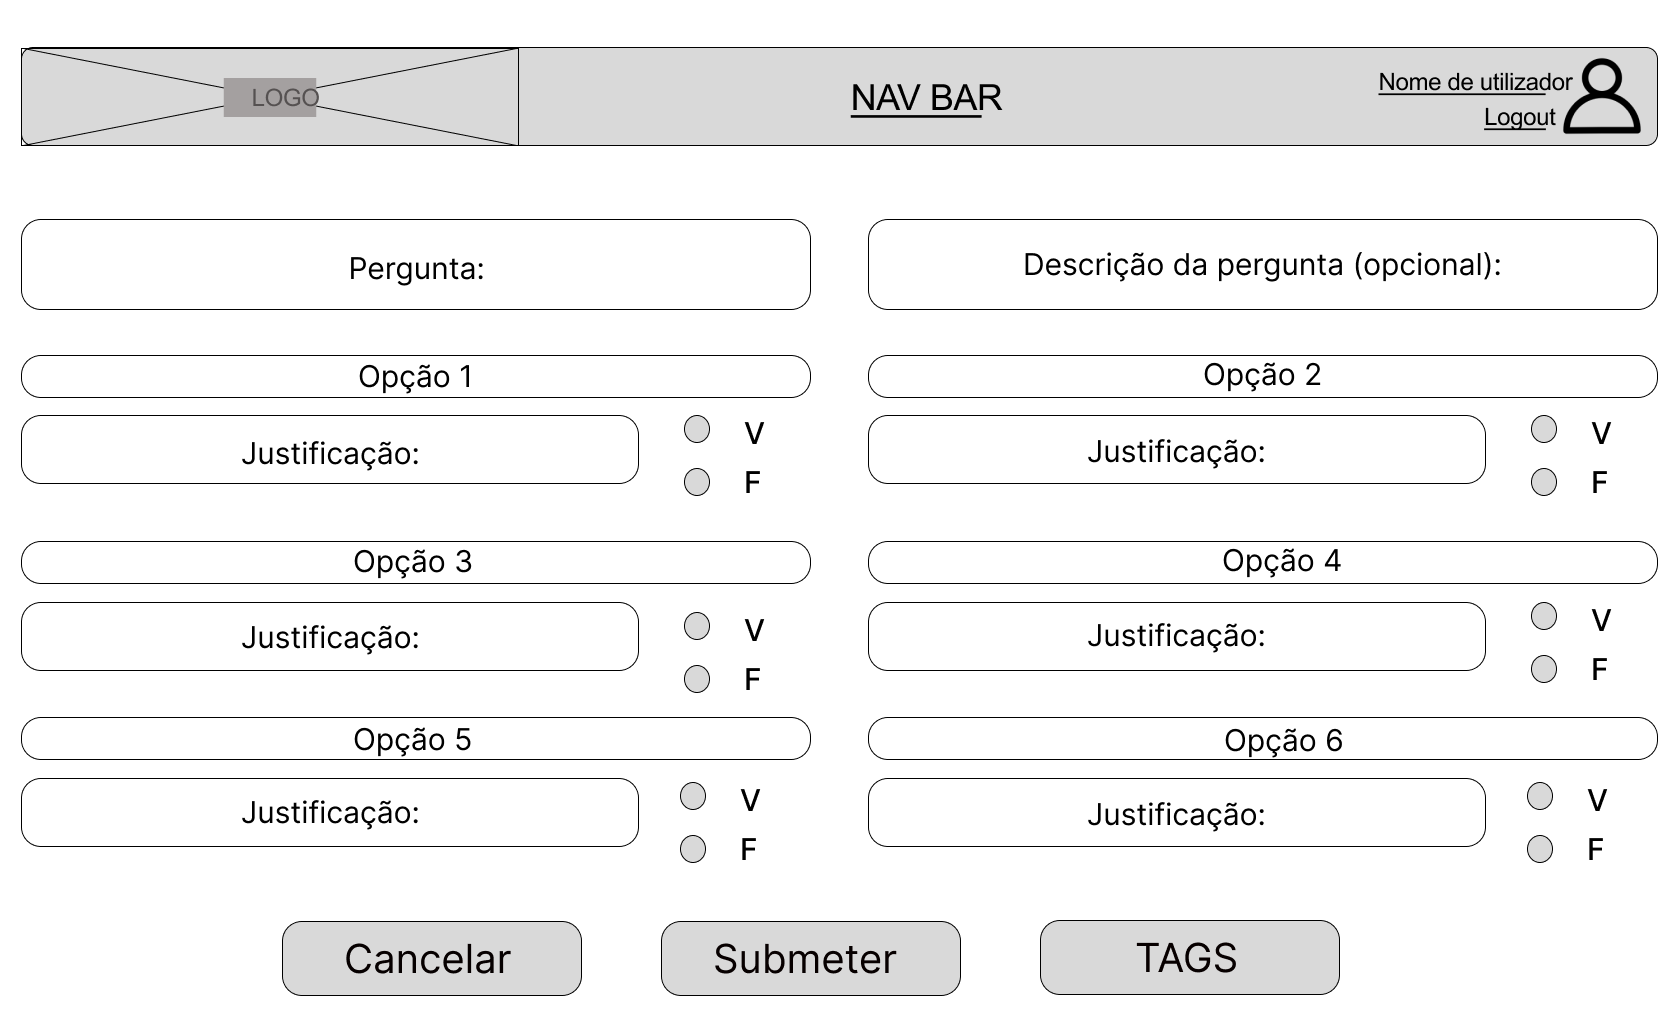 LOGO
NAV BAR
Nome de utilizador
Logout
Pergunta:
Descrição da pergunta (opcional):
Opção 1
Opção 2
Justificação:
V
F
Justificação:
V
F
Opção 3
Opção 4
Justificação:
V
F
Justificação:
V
F
Opção 5
Opção 6
Justificação:
V
F
Justificação:
V
F
Cancelar
Submeter
TAGS